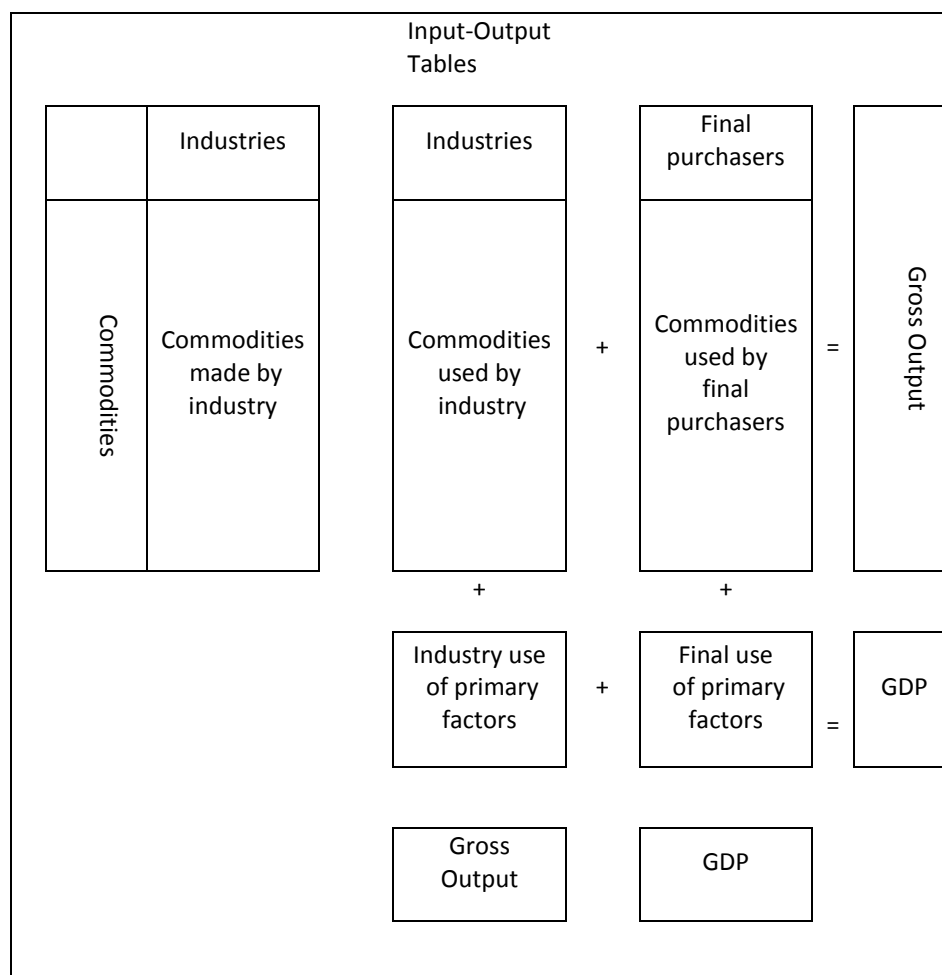 Input-Output
Tables
Industries
Industries
Final
purchasers
Commodities
Commodities
made by
industry
Commodities
used by
industry
+
Commodities
used by
final
purchasers
=
Gross Output
+
+
Industry use
of primary
factors
+
Final use
of primary
factors
=
GDP
Gross
Output
GDP